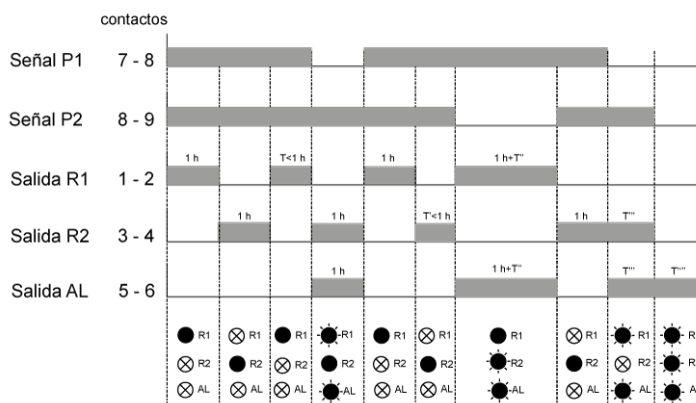 contactos
Señal P1 7 - 8
Señal P2 8 - 9
1 h T<1 h 1 h 1 h+T''
Salida R1 1 - 2
1 h 1 h T'<1 h 1 h T'''
Salida R2 3 - 4
1 h 1 h+T'' T''' T''''
Salida AL 5 - 6
R1 R1 R1 R1 R1 R1 R1 R1 R1 R
R2 R2 R2 R2 R2 R2 R2 R2 R2 R
AL AL AL AL AL AL AL AL AL A